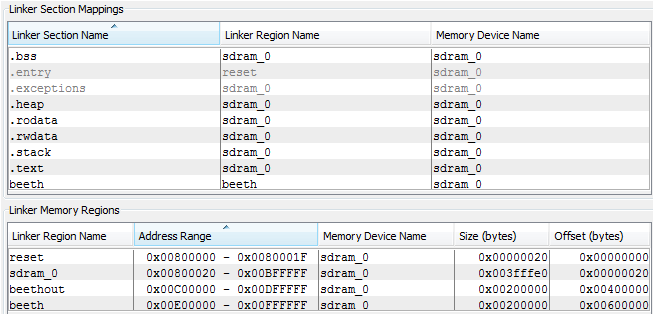 Linker Section Mappings
Linker Section Name Linker Region Name Memory Device Name
.bss sdram_0 sdram_0
.entry reset sdram_0
.exceptions sdram_0 sdram_0
.heap sdram_0 sdram_0
.rodata sdram_0 sdram_0
.rwdata sdram_0 sdram_0
.stack sdram_0 sdram_0
.text sdram_0 sdram_0
beeth beeth sdram_0
Linker Memory Regions
Linker Region Name Address Range Memory Device Name Size (bytes) Offset (bytes)
reset 0x00800000 - 0x0080001F sdram_0 0x00000020 0x00000000
sdram_0 0x00800020 - 0x00BFFFFF sdram_0 0x003fffe0 0x00000020
beethout 0x00C00000 - 0x00DFFFFF sdram_0 0x00200000 0x00400000
beeth 0x00E00000 - 0x00FFFFFF sdram_0 0x00200000 0x00600000